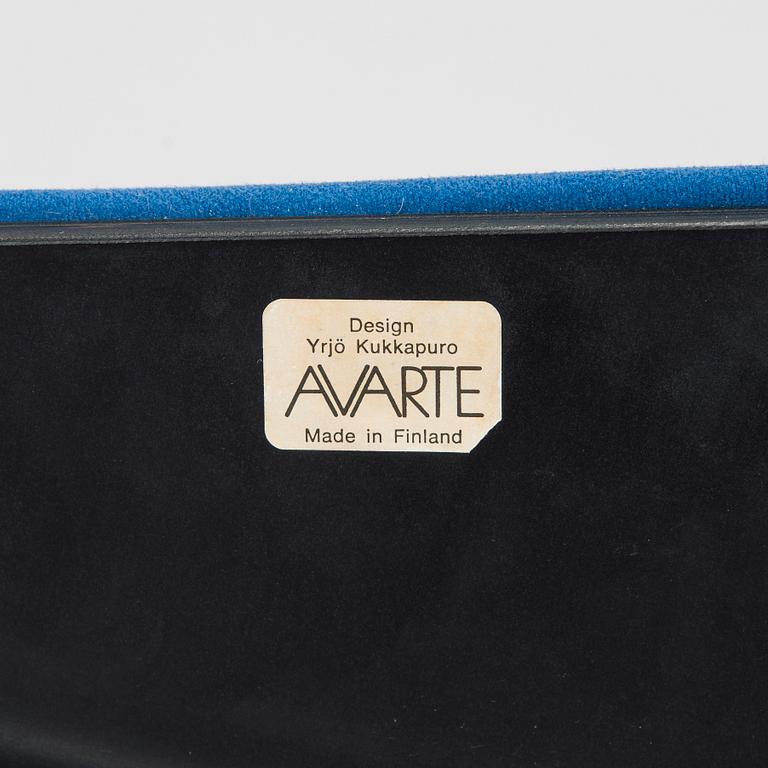 Design
Yrjö Kukkapuro
AVARTE
Made in Finland